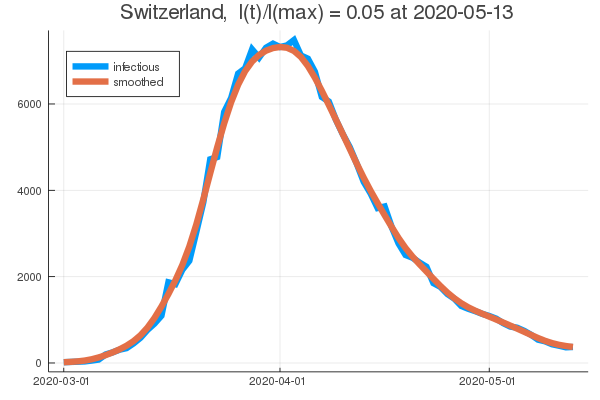 Switzerland,  I(t)/I(max) = 0.05 at 2020-05-13
infectious
smoothed
6000
4000
2000
0
2020-03-01
2020-04-01
2020-05-01